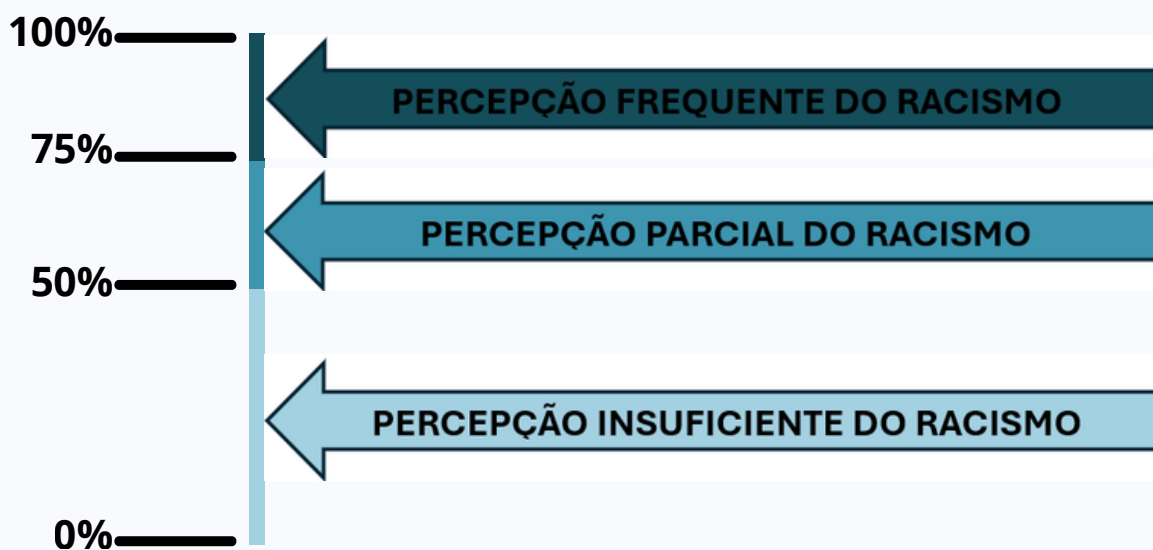 100%
PERCEPÇÃO FREQUENTE DO RACISMO
75%
PERCEPÇÃO PARCIAL DO RACISMO
50%
PERCEPÇÃO INSUFICIENTE DO RACISMO
0%